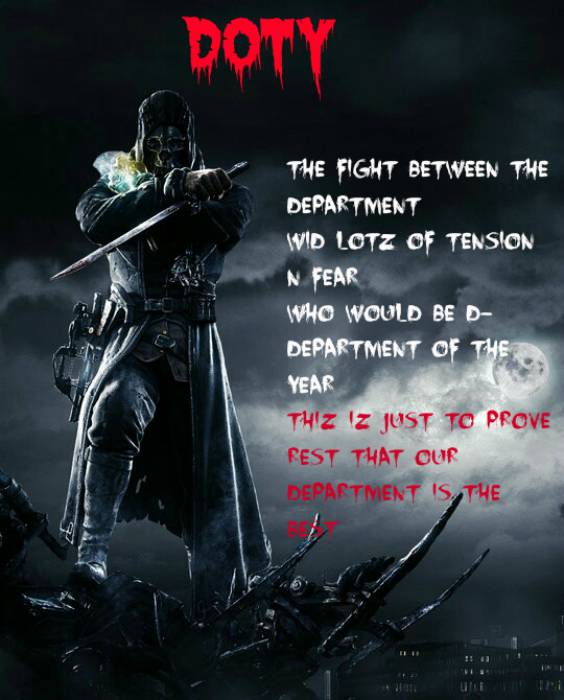 DOTY
THE FIGHT BETWEEN THE
DEPARTMENT
WID LOTZ OF TENSION
N FEAR
WHO WOULD BE D-
DEPARTMENT OF THE
YEAR
THIZ IZ JUST TO PROVE
REST THAT OUR
DEPARTMENT IS THE
BEST